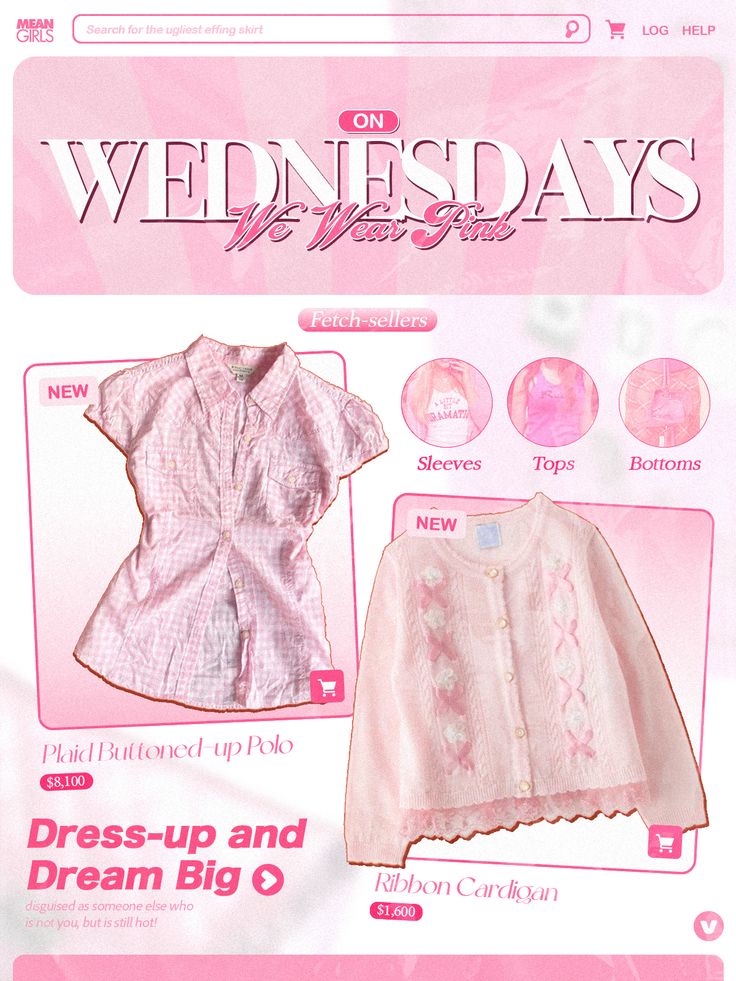 MEAN
GIRLS
Search for the ugliest effing skirt
LOG
HELP
ON
WEDNESDAYS
We Wear Pink
Fetch-sellers
NEW
Sleeves
Tops
Bottoms
NEW
Plaid Buttoned-up Polo
$8,100
Dress-up and
Dream Big
disguised as someone else who
is not you, but is still hot!
Ribbon Cardigan
$1,600